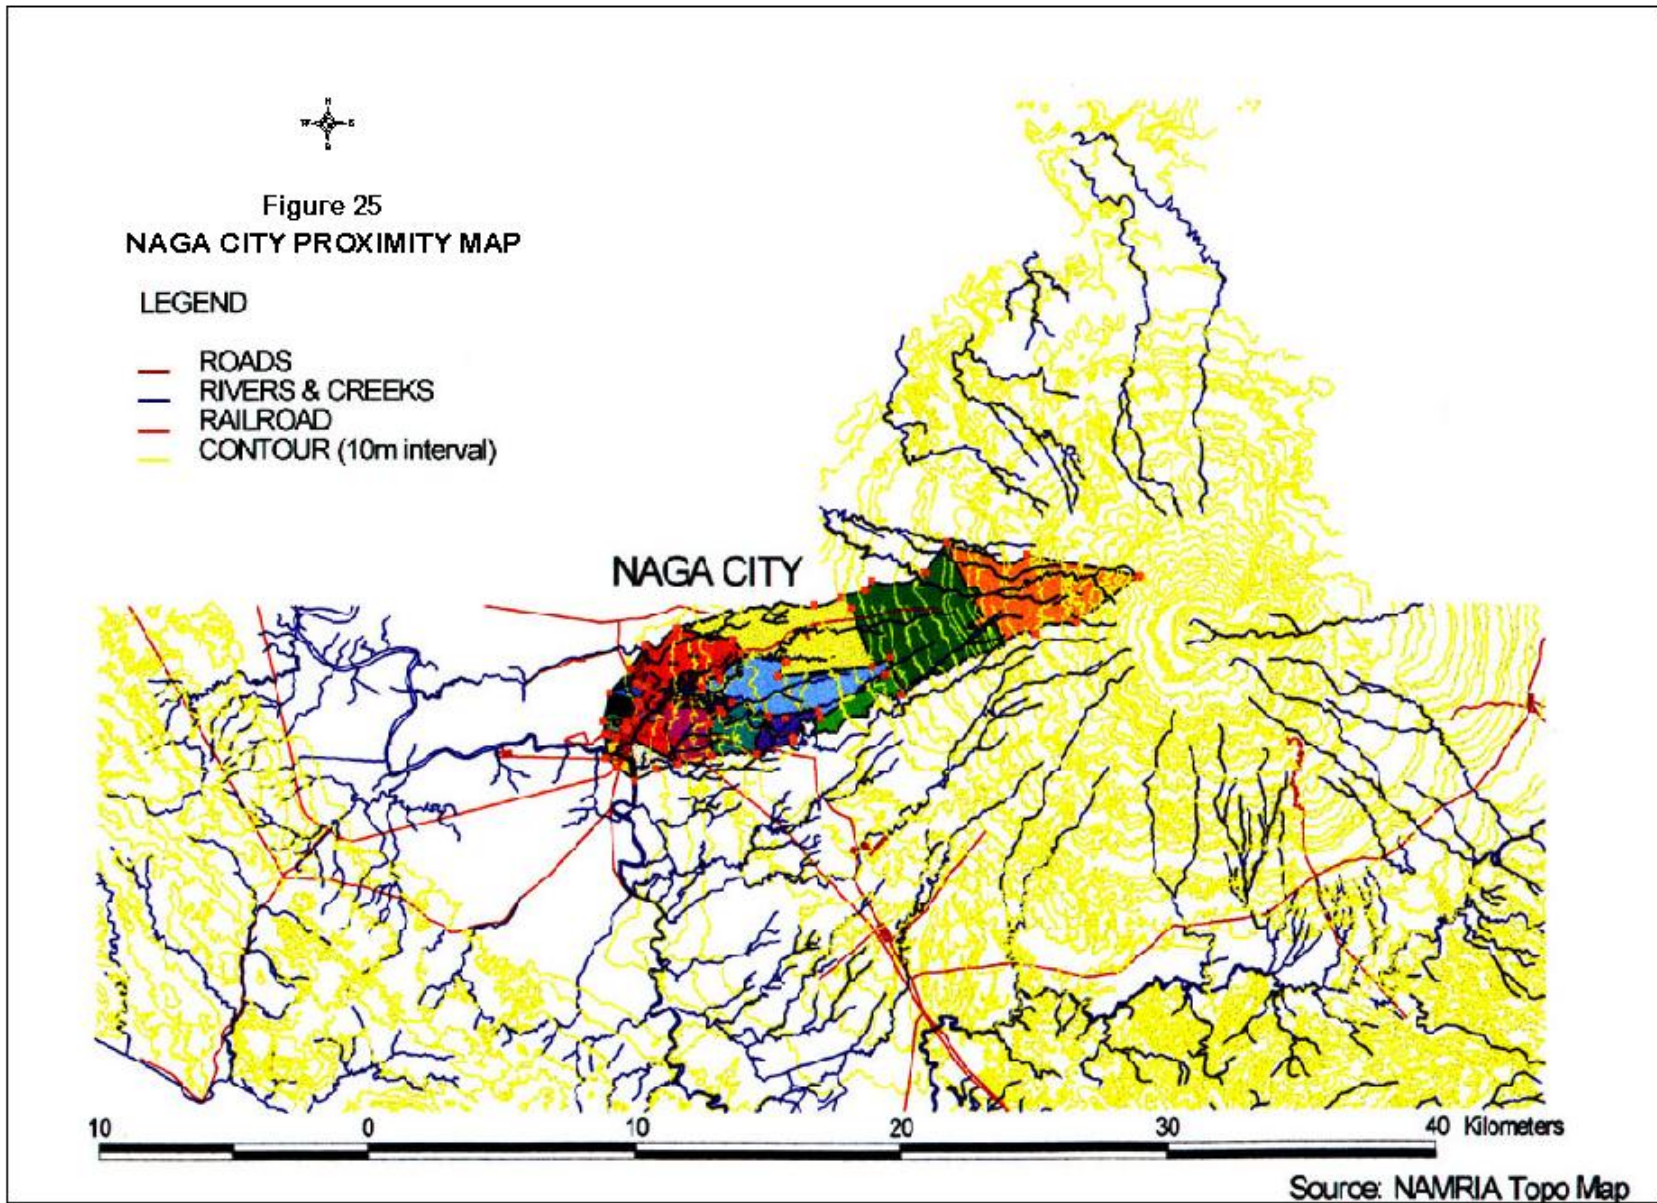 N
W E
S
Figure 25
NAGA CITY PROXIMITY MAP
LEGEND
ROADS
RIVERS & CREEKS
RAILROAD
CONTOUR (10m interval)
NAGA CITY
10 0 10 20 30 40 Kilometers
Source: NAMRIA Topo Map